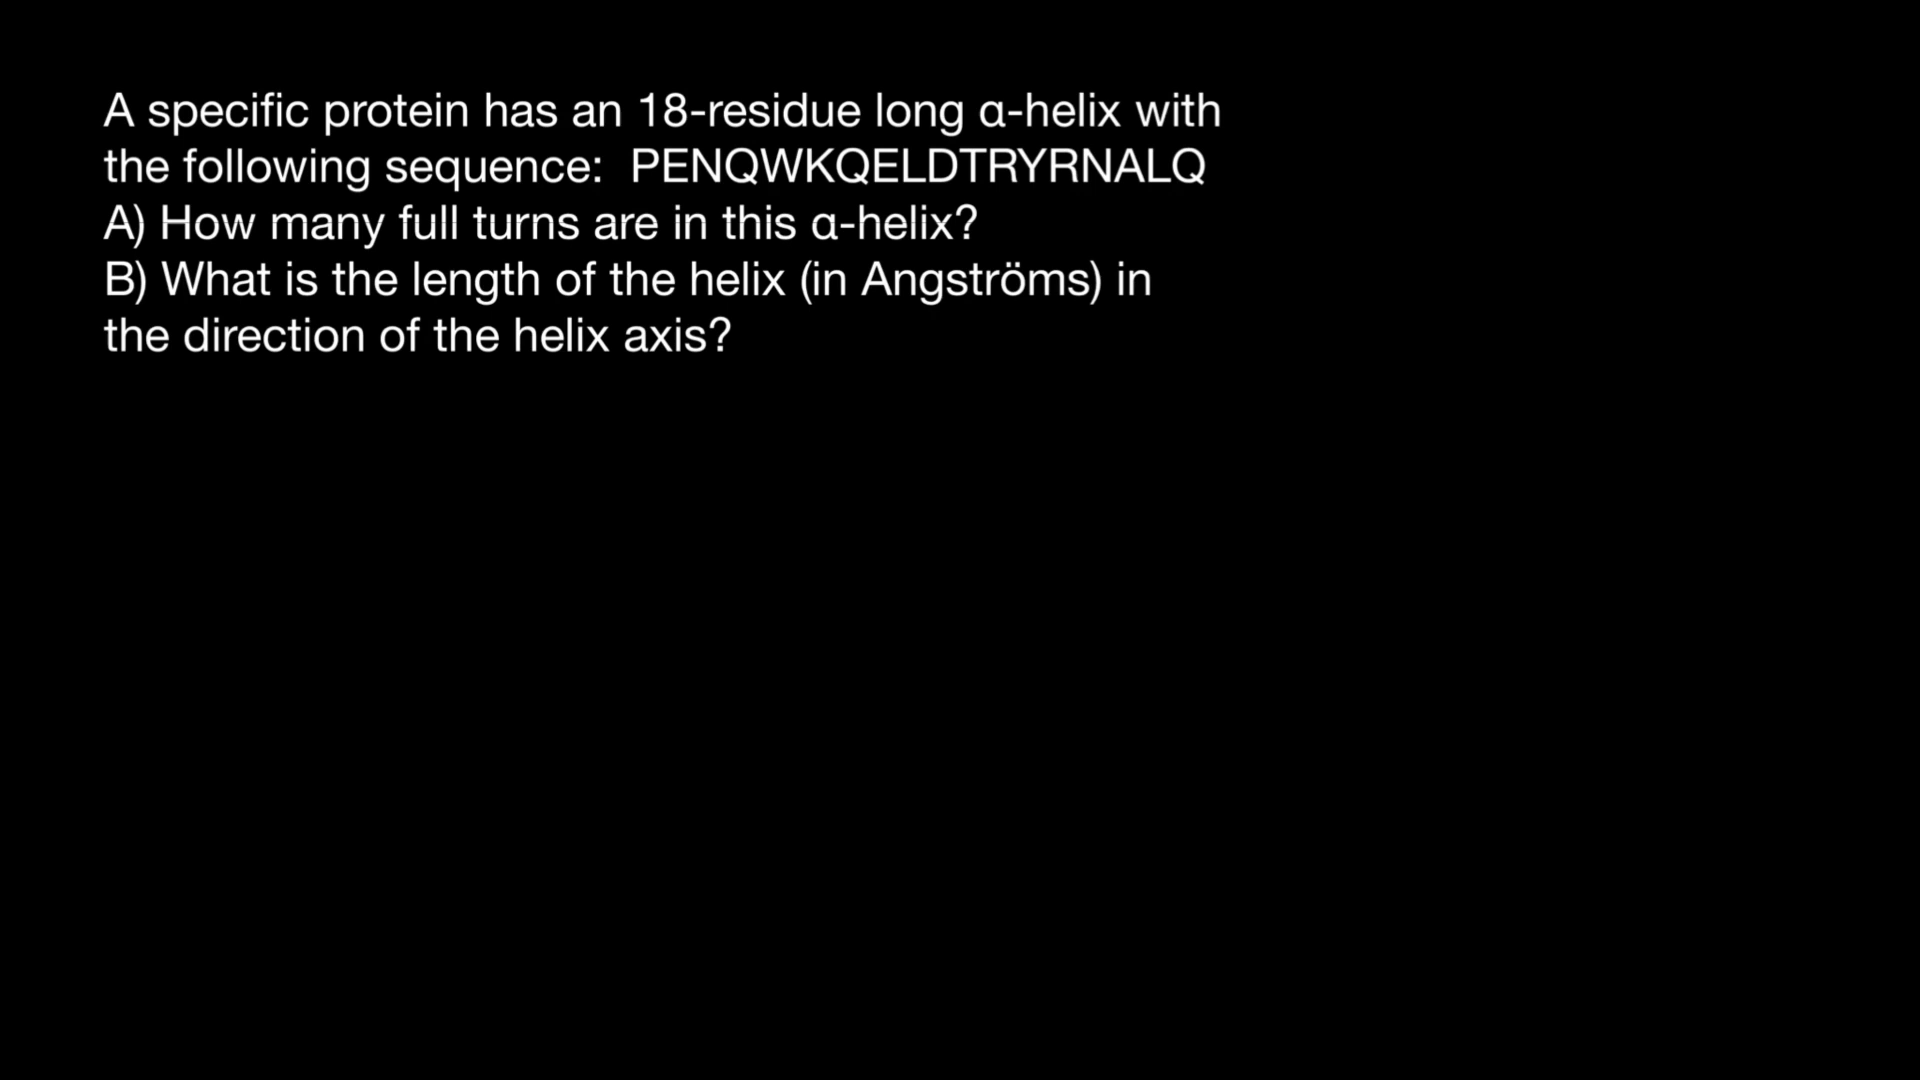 A specific protein has an 18-residue long α-helix with
the following sequence:  PENQWKQELDTRYRNALQ
A) How many full turns are in this α-helix?
B) What is the length of the helix (in Angströms) in
the direction of the helix axis?